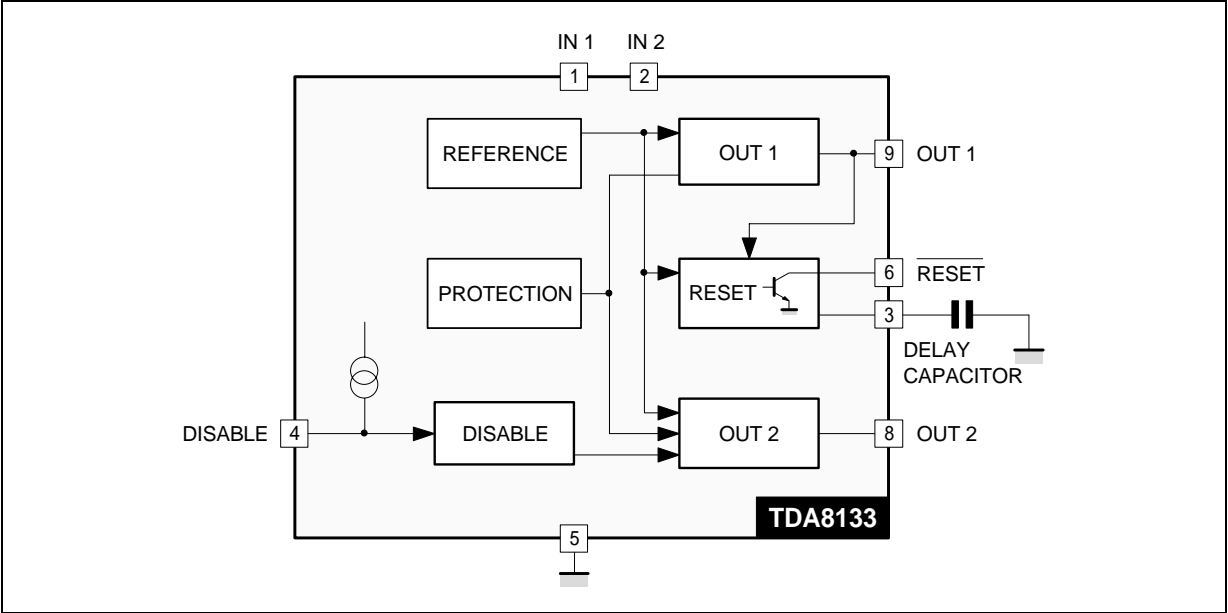 IN 1 IN 2
1 2
REFERENCE
OUT 1
9 OUT 1
PROTECTION
RESET
6 RESET
3
DELAY
CAPACITOR
DISABLE 4
DISABLE
OUT 2
8 OUT 2
TDA8133
5